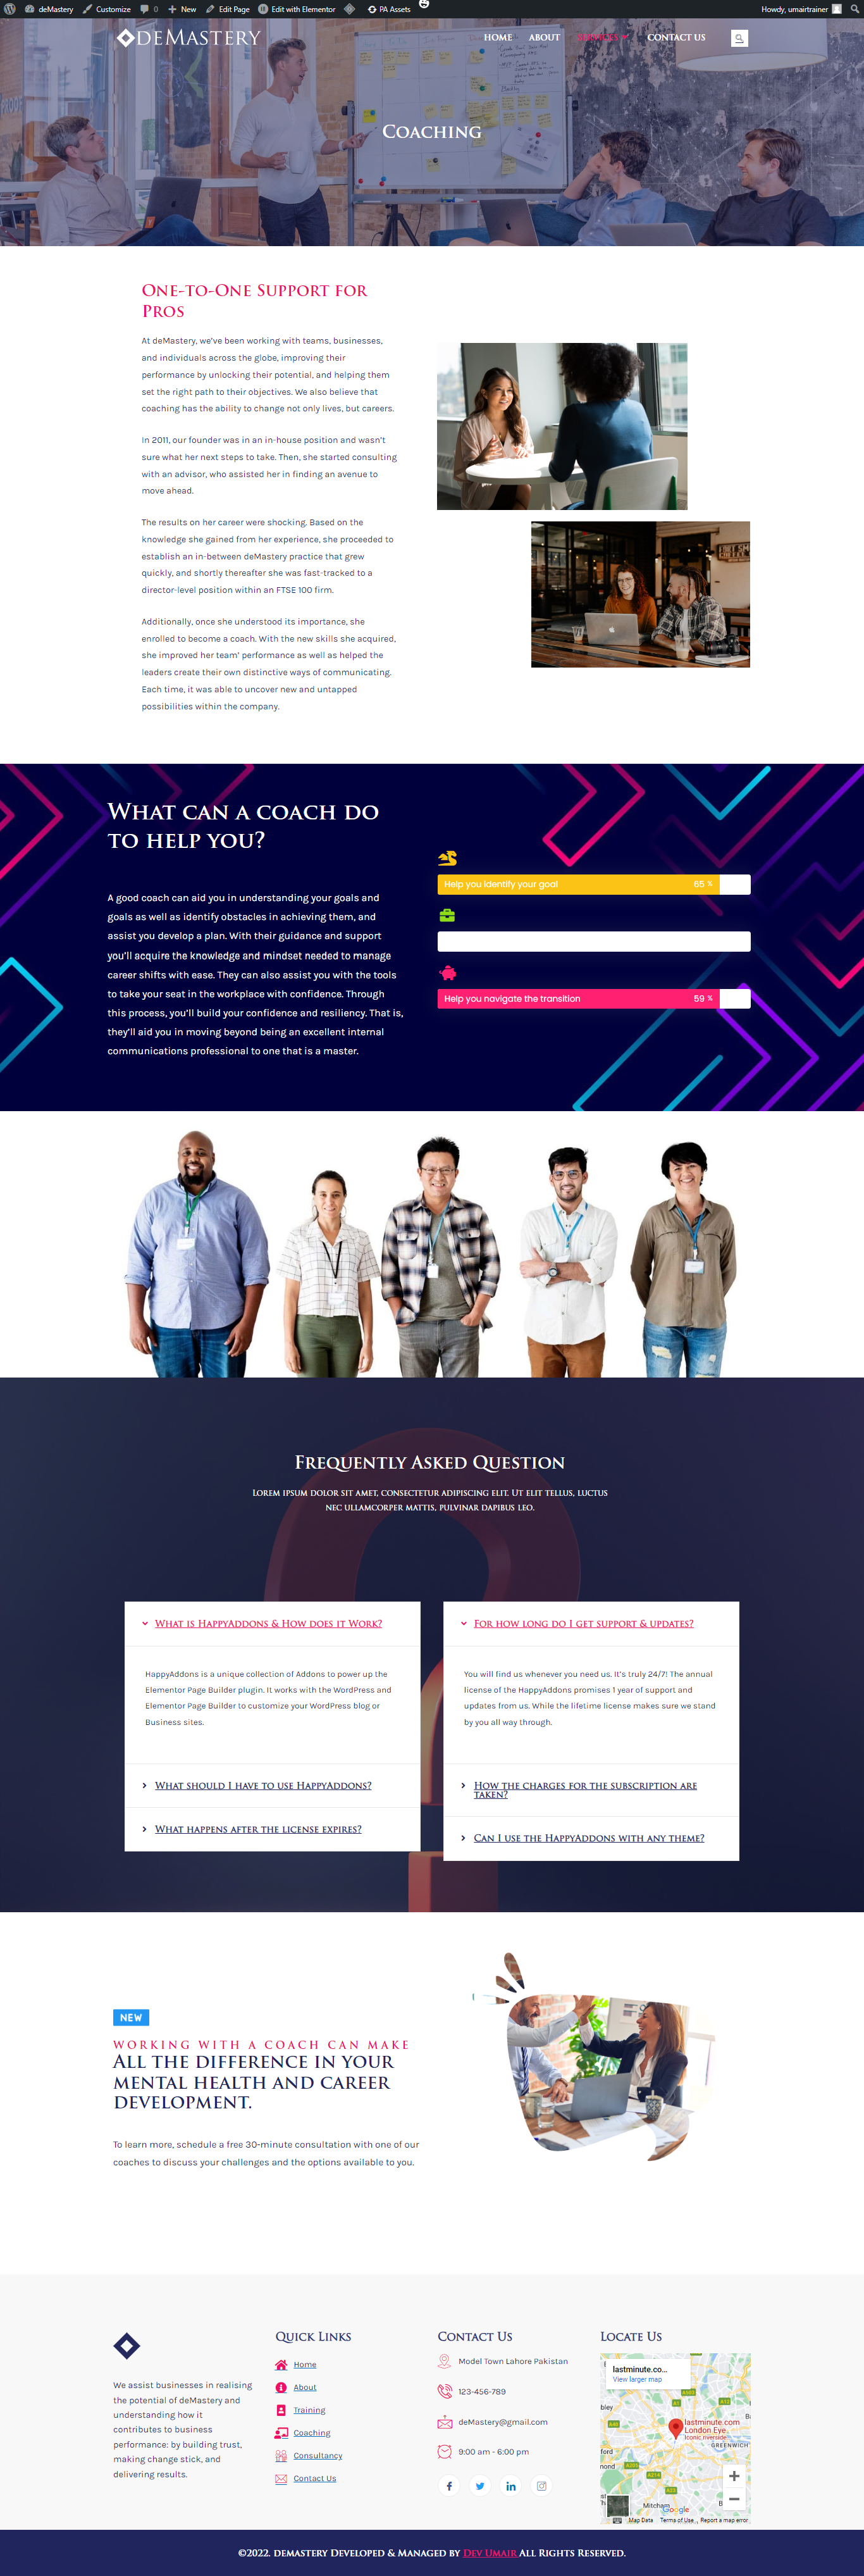 deMastery Customize 0 New Edit Page Edit with Elementor PA Assets Howdy, umairtrainer
deMastery HOME ABOUT SERVICES CONTACT US
Coaching
One-to-One Support for
Pros
At deMastery, we've been working with teams, businesses,
and individuals across the globe, improving their
performance by unlocking their potential, and helping them
set the right path to their objectives. We also believe that
coaching has the ability to change not only lives, but careers.
In 2011, our founder was in an in-house position and wasn't
sure what her next steps to take. Then, she started consulting
with an advisor, who assisted her in finding an avenue to
move ahead.
The results on her career were shocking. Based on the
knowledge she gained from her experience, she proceeded to
establish an in-between deMastery practice that grew
quickly, and shortly thereafter she was fast-tracked to a
director-level position within an FTSE 100 firm.
Additionally, once she understood its importance, she
enrolled to become a coach. With the new skills she acquired,
she improved her team' performance as well as helped the
leaders create their own distinctive ways of communicating.
Each time, it was able to uncover new and untapped
possibilities within the company.
What can a coach do
to help you?
A good coach can aid you in understanding your goals and
goals as well as identify obstacles in achieving them, and
assist you develop a plan. With their guidance and support
you'll acquire the knowledge and mindset needed to manage
career shifts with ease. They can also assist you with the tools
to take your seat in the workplace with confidence. Through
this process, you'll build your confidence and resiliency. That is,
they'll aid you in moving beyond being an excellent internal
communications professional to one that is a master.
Help you identify your goal 65 %
Help you navigate the transition 59 %
Frequently Asked Question
Lorem ipsum dolor sit amet, consectetur adipiscing elit. Ut elit tellus, luctus
nec ullamcorper mattis, pulvinar dapibus leo.
What is HappyAddons & How does it Work?
HappyAddons is a unique collection of Addons to power up the
Elementor Page Builder plugin. It works with the WordPress and
Elementor Page Builder to customize your WordPress blog or
Business sites.
What should I have to use HappyAddons?
What happens after the license expires?
For how long do I get support & updates?
You will find us whenever you need us. It's truly 24/7! The annual
license of the HappyAddons promises 1 year of support and
updates from us. While the lifetime license makes sure we stand
by you all way through.
How the charges for the subscription are
taken?
Can I use the HappyAddons with any theme?
NEW
WORKING WITH A COACH CAN MAKE
All the difference in your
mental health and career
development.
To learn more, schedule a free 30-minute consultation with one of our
coaches to discuss your challenges and the options available to you.
We assist businesses in realising
the potential of deMastery and
understanding how it
contributes to business
performance: by building trust,
making change stick, and
delivering results.
Quick Links
Home
About
Training
Coaching
Consultancy
Contact Us
Contact Us
Model Town Lahore Pakistan
123-456-789
deMastery@gmail.com
9:00 am - 6:00 pm
Locate Us
lastminute.co...
View larger map
bley
lastminute.com
London Eye
Iconic riverside
GREENWICH
ford
mond
Mitcham
Google
Map Data Terms of Use Report a map error
©2022. deMastery Developed & Managed by Dev Umair All Rights Reserved.